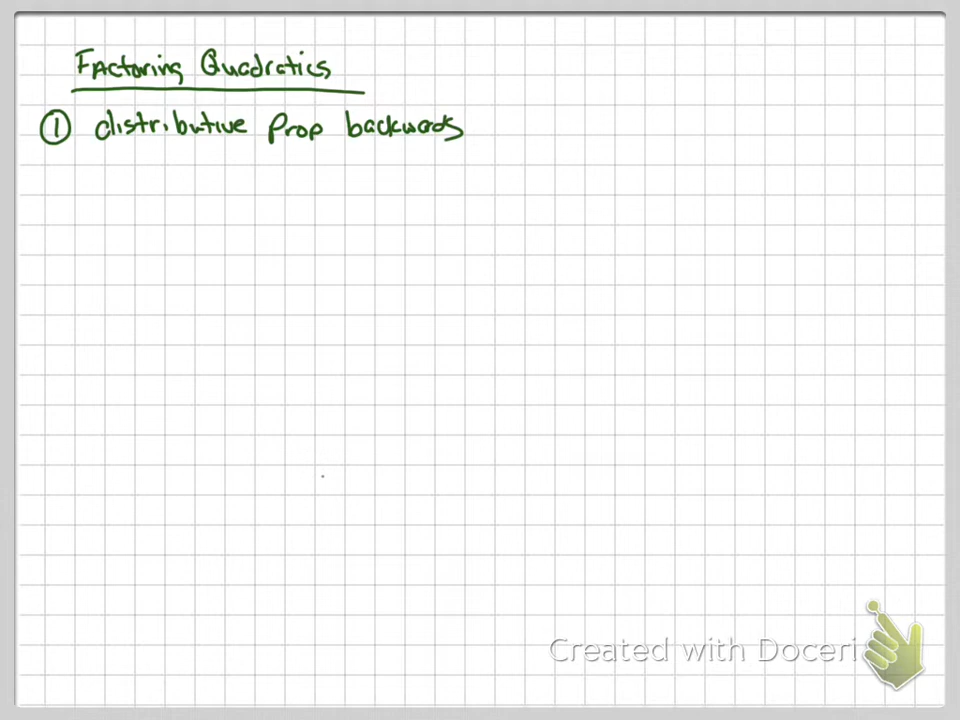 Factoring Quadratics
① distributive Prop backwards
Created with Doceri